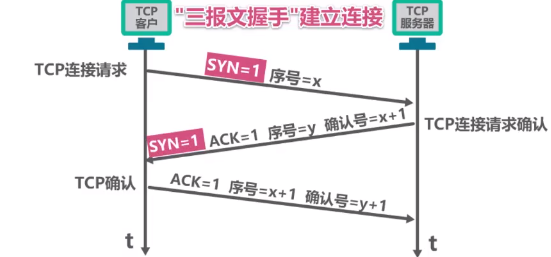 TCP
客户
"三报文握手"建立连接
TCP
服务器
TCP连接请求
SYN=1 序号=x
SYN=1 ACK=1 序号=y 确认号=x+1
TCP连接请求确认
TCP确认
ACK=1 序号=x+1 确认号=y+1
t
t